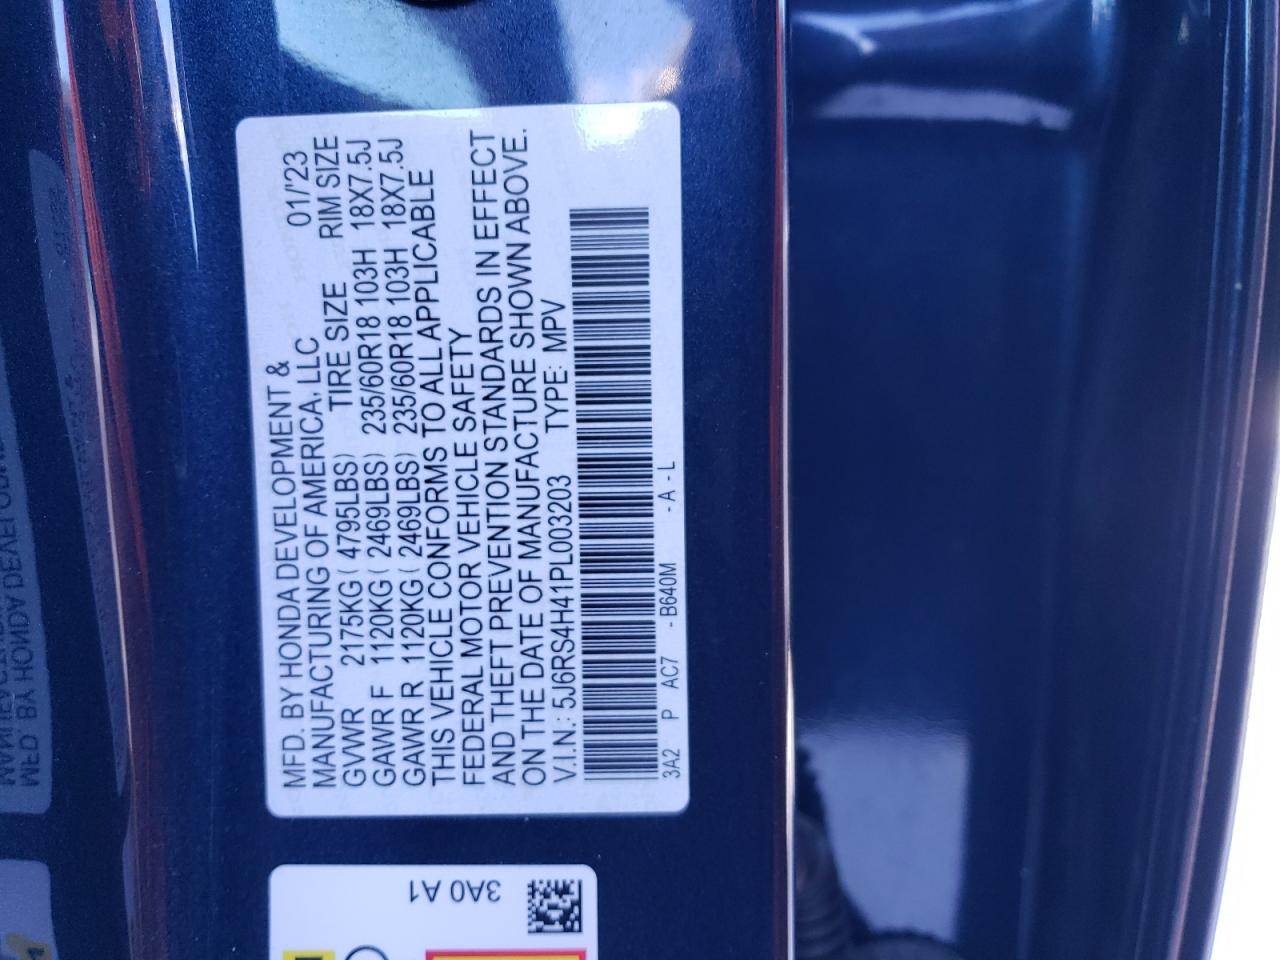 MFD. BY HONDA DEVELOPMENT &
MANUFACTURING OF AMERICA, LLC 01/'23
TIRE SIZE RIM SIZE
GVWR 2175KG ( 4795LBS)
GAWR F 1120KG ( 2469LBS) 235/60R18 103H 18X7.5J
GAWR R 1120KG ( 2469LBS) 235/60R18 103H 18X7.5J
THIS VEHICLE CONFORMS TO ALL APPLICABLE
FEDERAL MOTOR VEHICLE SAFETY
AND THEFT PREVENTION STANDARDS IN EFFECT
ON THE DATE OF MANUFACTURE SHOWN ABOVE.
V.I.N.: 5J6RS4H41PL003203 TYPE: MPV
3A2 P AC7 - B640M - A - L
3A0 A1